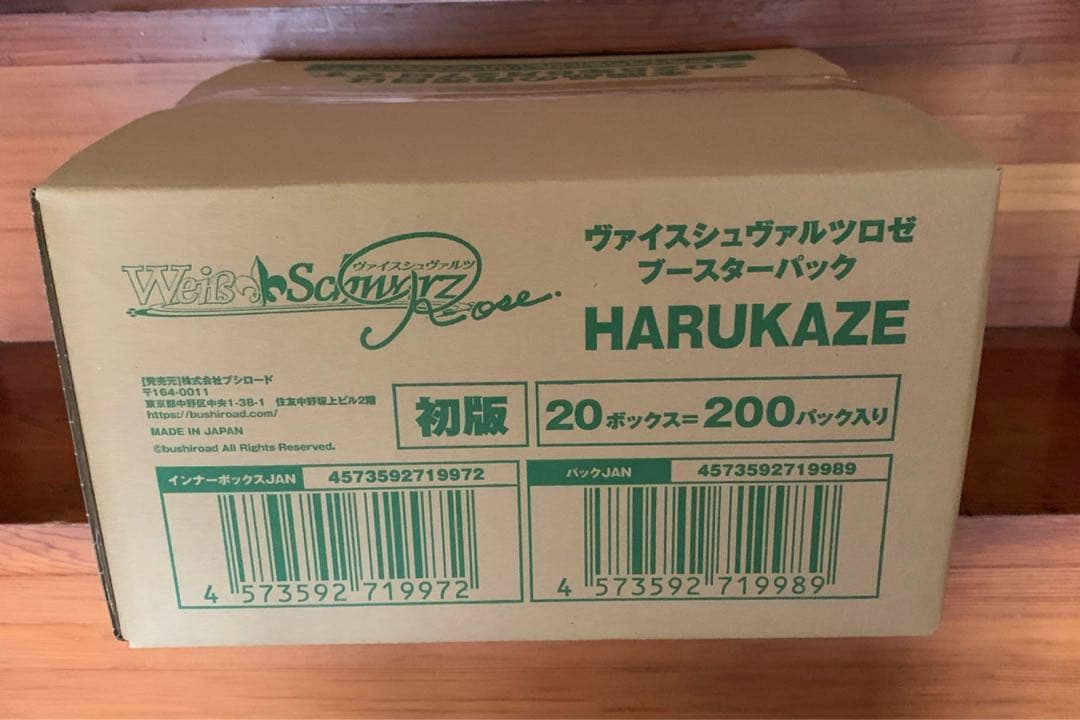 Weiß Schwarz
ヴァイスシュヴァルツ
Rose.
ヴァイスシュヴァルツロゼ
ブースターパック
HARUKAZE
[発売元]株式会社ブシロード
〒164-0011
東京都中野区中央1-38-1 住友中野坂上ビル2階
https://bushiroad.com/
MADE IN JAPAN
©bushiroad All Rights Reserved.
初版
20ボックス=200パック入り
インナーボックスJAN 4573592719972
4 573592 719972
パックJAN 4573592719989
4 573592 719989